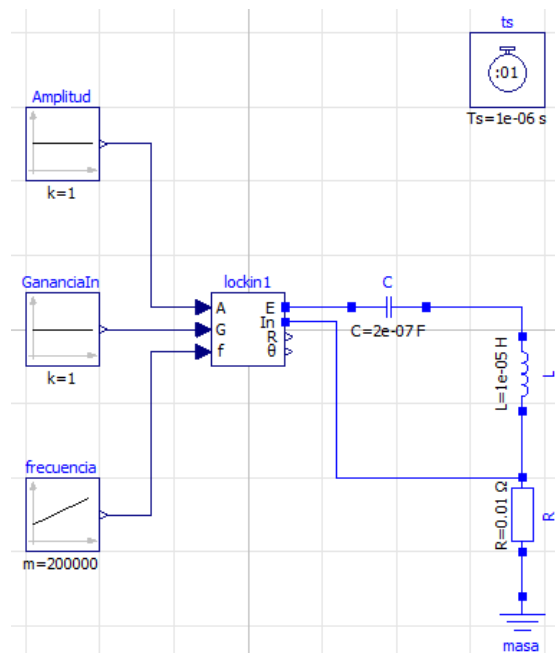 ts
:01
Ts=1e-06 s
Amplitud
k=1
GananciaIn
k=1
lockin1
A
G
f
E
In
R
θ
C
C=2e-07 F
L=1e-05 H
L
frecuencia
m=200000
R=0.01 Ω
R
masa